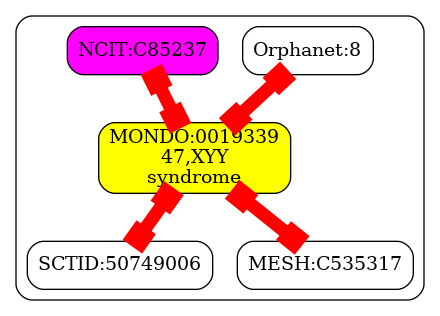 NCIT:C85237
Orphanet:8
MONDO:0019339
47,XYY
syndrome
SCTID:50749006
MESH:C535317